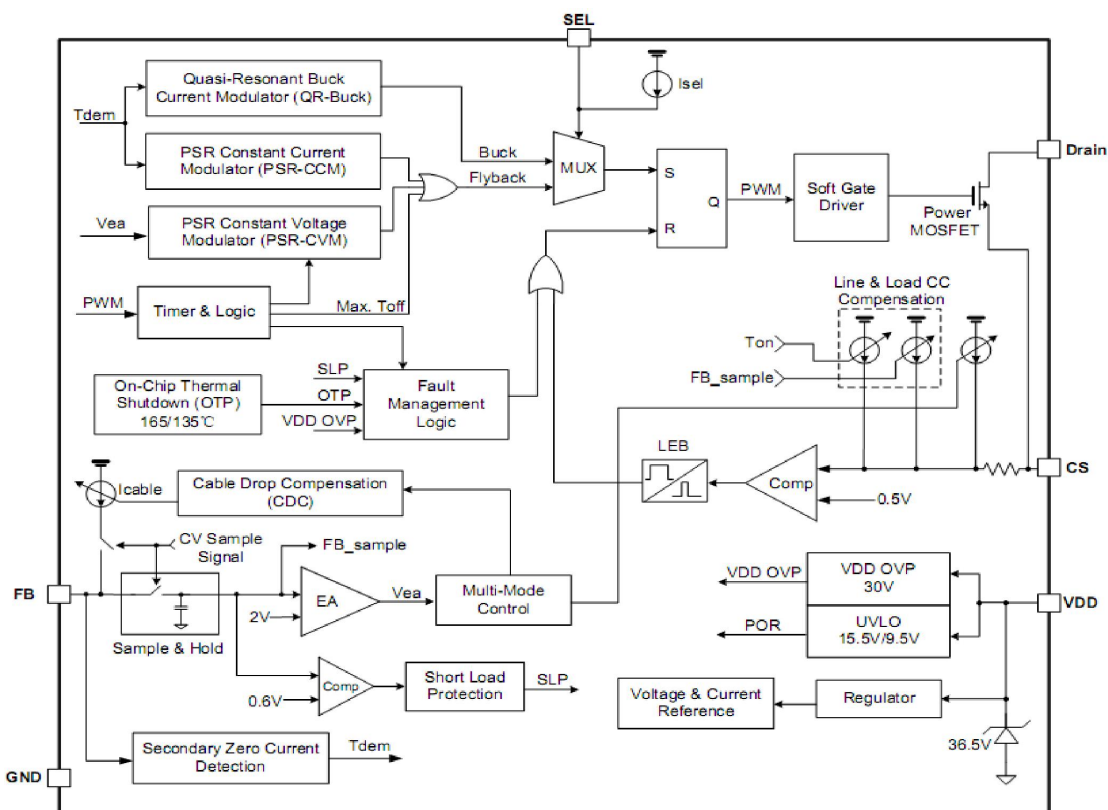 SEL
Quasi-Resonant Buck
Current Modulator (QR-Buck)
Isel
Tdem
PSR Constant Current
Modulator (PSR-CCM)
Buck
Flyback
MUX
S
R
Q
PWM
Soft Gate
Driver
Drain
Power
MOSFET
Vea
PSR Constant Voltage
Modulator (PSR-CVM)
PWM
Timer & Logic
Max. Toff
Line & Load CC
Compensation
Ton
FB_sample
On-Chip Thermal
Shutdown (OTP)
165/135℃
SLP
OTP
VDD OVP
Fault
Management
Logic
LEB
Comp
0.5V
CS
Icable
Cable Drop Compensation
(CDC)
CV Sample
Signal
FB_sample
FB
Sample & Hold
2V
EA
Vea
Multi-Mode
Control
VDD OVP
VDD OVP
30V
POR
UVLO
15.5V/9.5V
VDD
0.6V
Comp
Short Load
Protection
SLP
Voltage & Current
Reference
Regulator
36.5V
GND
Secondary Zero Current
Detection
Tdem